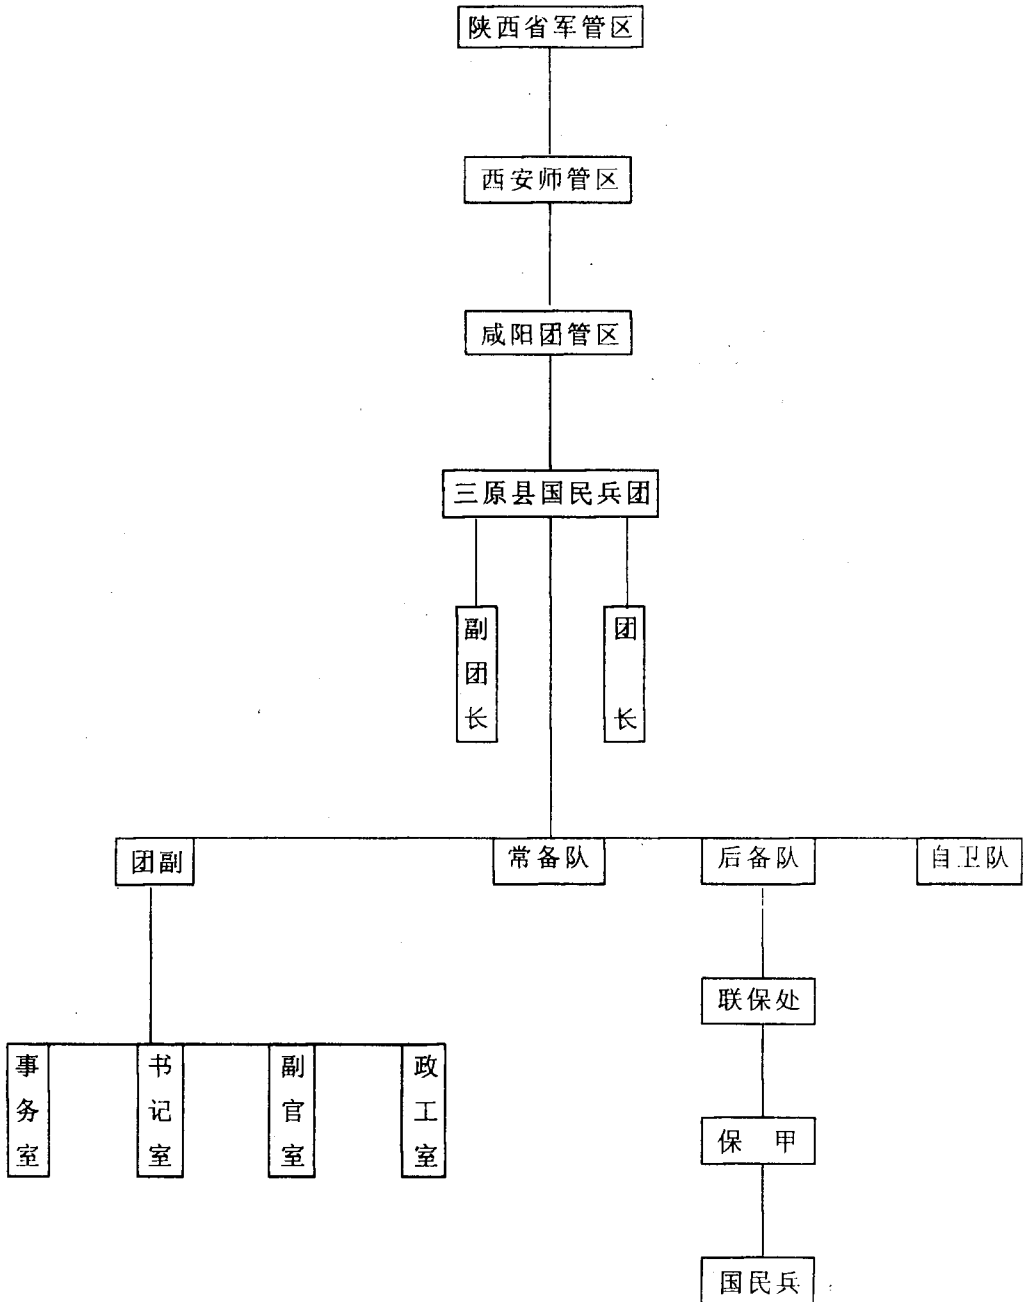 陕西省军管区
西安师管区
咸阳团管区
三原县国民兵团
副团长
团长
团副
常备队
后备队
自卫队
联保处
事务室
书记室
副官室
政工室
保甲
国民兵